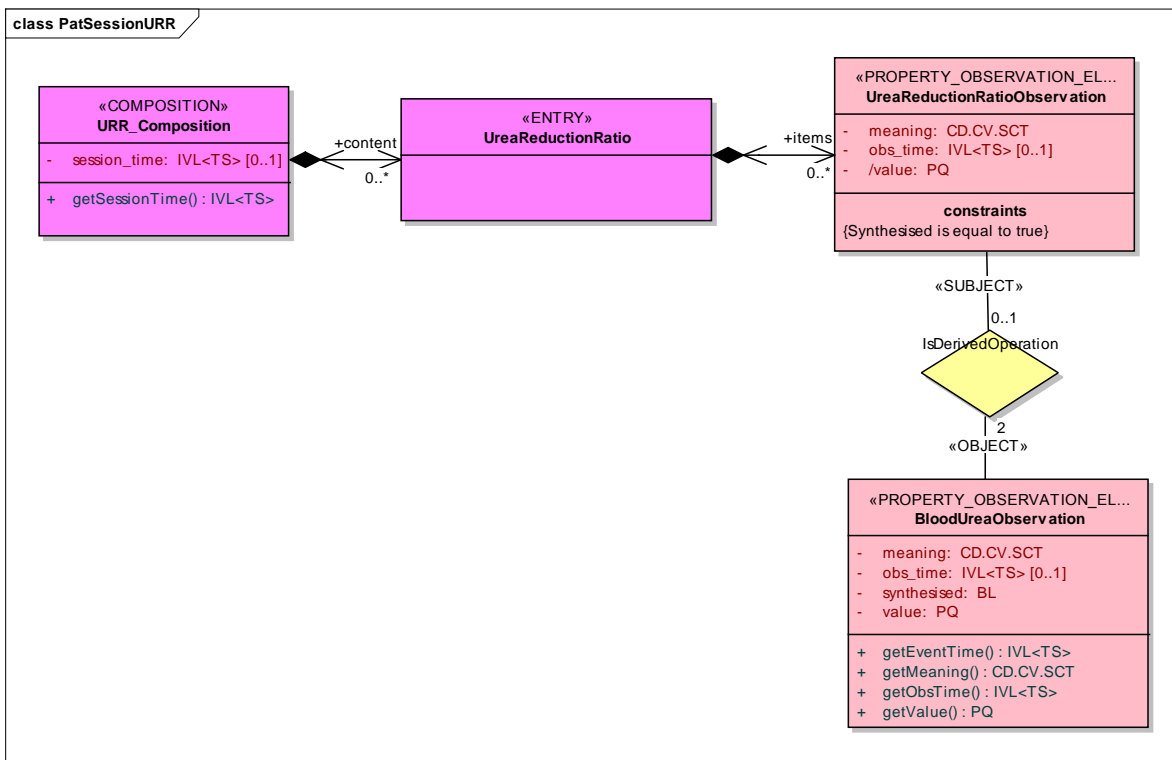 class PatSessionURR
«COMPOSITION»
URR_Composition
- session_time: IVL<TS> [0..1]
+ getSessionTime() : IVL<TS>
+content
0..*
«ENTRY»
UreaReductionRatio
+items
0..*
«PROPERTY_OBSERVATION_EL...
UreaReductionRatioObservation
- meaning: CD.CV.SCT
- obs_time: IVL<TS> [0..1]
- /value: PQ
constraints
{Synthesised is equal to true}
«SUBJECT»
0..1
IsDerivedOperation
2
«OBJECT»
«PROPERTY_OBSERVATION_EL...
BloodUreaObservation
- meaning: CD.CV.SCT
- obs_time: IVL<TS> [0..1]
- synthesised: BL
- value: PQ
+ getEventTime() : IVL<TS>
+ getMeaning() : CD.CV.SCT
+ getObsTime() : IVL<TS>
+ getValue() : PQ